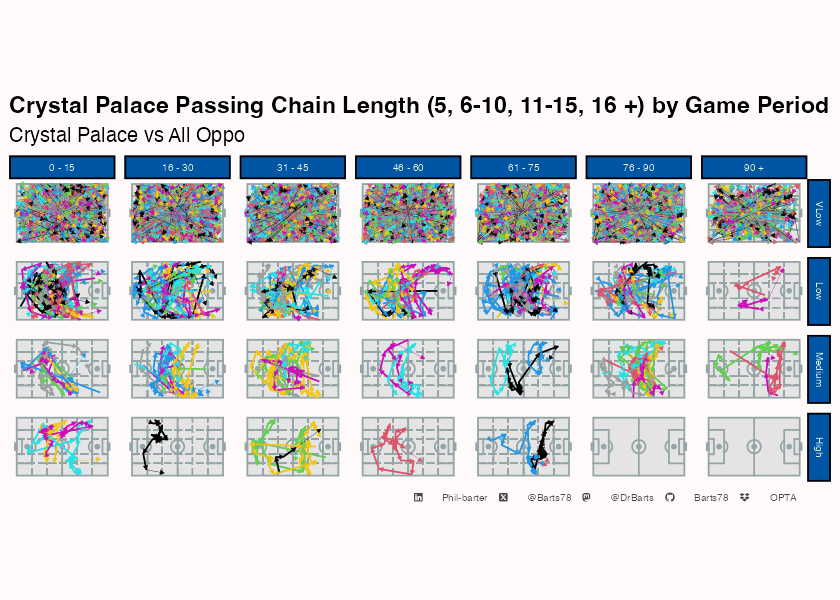 Crystal Palace Passing Chain Length (5, 6-10, 11-15, 16 +) by Game Period
Crystal Palace vs All Oppo
0 - 15 16 - 30 31 - 45 46 - 60 61 - 75 76 - 90 90 +
VLow
Low
Medium
High
Phil-barter @Barts78 @DrBarts Barts78 OPTA